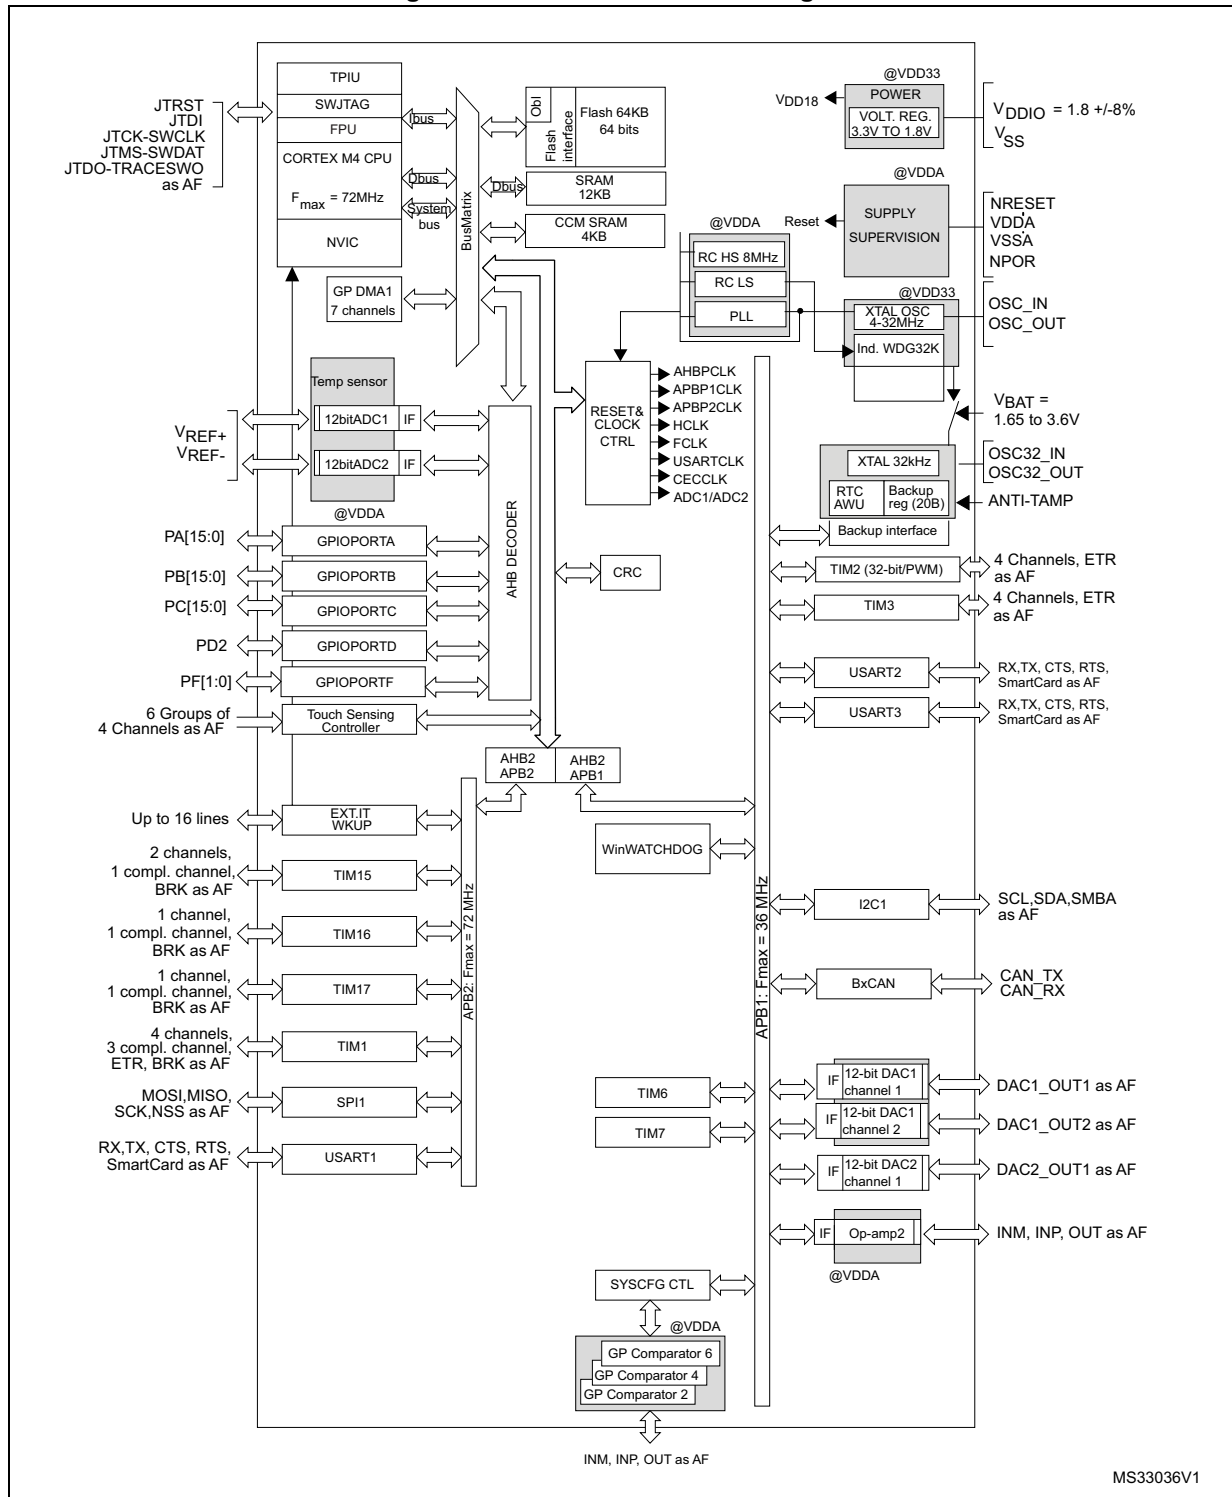 TPIU
SWJTAG
FPU
CORTEX M4 CPU
Fmax = 72MHz
NVIC
JTRST
JTDI
JTCK-SWCLK
JTMS-SWDAT
JTDO-TRACESWO
as AF
Ibus
Dbus
System
bus
BusMatrix
Obl
Flash
interface
Flash 64KB
64 bits
Dbus
SRAM
12KB
CCM SRAM
4KB
GP DMA1
7 channels
@VDD33
POWER
VOLT. REG.
3.3V TO 1.8V
VDD18
VDDIO = 1.8 +/-8%
VSS
@VDDA
SUPPLY
SUPERVISION
Reset
NRESET
VDDA
VSSA
NPOR
@VDDA
RC HS 8MHz
RC LS
PLL
@VDD33
XTAL OSC
4-32MHz
Ind. WDG32K
OSC_IN
OSC_OUT
VBAT =
1.65 to 3.6V
XTAL 32kHz
OSC32_IN
OSC32_OUT
RTC
AWU
Backup
reg (20B)
ANTI-TAMP
Backup interface
RESET&
CLOCK
CTRL
AHBPCLK
APBP1CLK
APBP2CLK
HCLK
FCLK
USARTCLK
CECCLK
ADC1/ADC2
Temp sensor
VREF+
VREF-
12bitADC1
IF
12bitADC2
IF
@VDDA
AHB DECODER
PA[15:0]
GPIOPORTA
PB[15:0]
GPIOPORTB
PC[15:0]
GPIOPORTC
PD2
GPIOPORTD
PF[1:0]
GPIOPORTF
6 Groups of
4 Channels as AF
Touch Sensing
Controller
CRC
AHB2
APB2
AHB2
APB1
TIM2 (32-bit/PWM)
4 Channels, ETR
as AF
TIM3
4 Channels, ETR
as AF
USART2
RX,TX, CTS, RTS,
SmartCard as AF
USART3
RX,TX, CTS, RTS,
SmartCard as AF
Up to 16 lines
EXT.IT
WKUP
WinWATCHDOG
2 channels,
1 compl. channel,
BRK as AF
TIM15
1 channel,
1 compl. channel,
BRK as AF
TIM16
1 channel,
1 compl. channel,
BRK as AF
TIM17
4 channels,
3 compl. channel,
ETR, BRK as AF
TIM1
MOSI,MISO,
SCK,NSS as AF
SPI1
RX,TX, CTS, RTS,
SmartCard as AF
USART1
APB2: Fmax = 72 MHz
APB1: Fmax = 36 MHz
I2C1
SCL,SDA,SMBA
as AF
BxCAN
CAN_TX
CAN_RX
TIM6
TIM7
IF
12-bit DAC1
channel 1
DAC1_OUT1 as AF
IF
12-bit DAC1
channel 2
DAC1_OUT2 as AF
IF
12-bit DAC2
channel 1
DAC2_OUT1 as AF
IF
Op-amp2
INM, INP, OUT as AF
@VDDA
SYSCFG CTL
@VDDA
GP Comparator 6
GP Comparator 4
GP Comparator 2
INM, INP, OUT as AF
MS33036V1